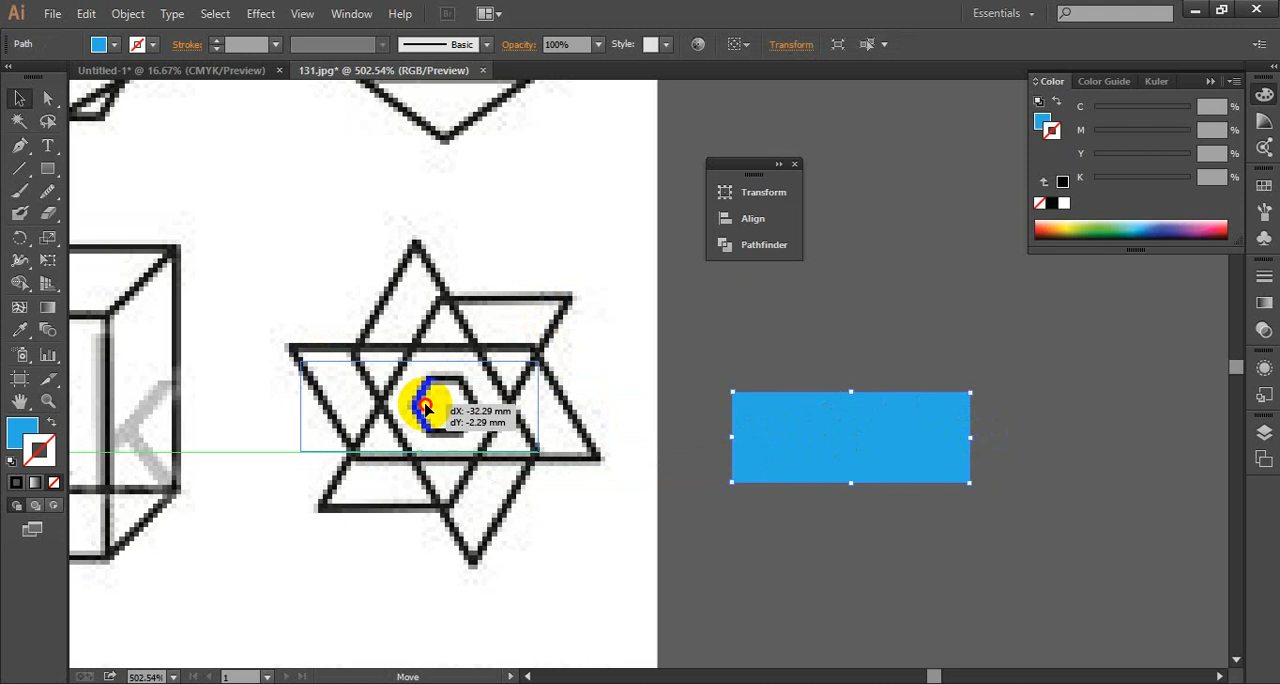 Ai File Edit Object Type Select Effect View Window Help Br Essentials
Path Stroke: Basic Opacity: 100% Style: Transform
Untitled-1* @ 16.67% (CMYK/Preview) × 131.jpg* @ 502.54% (RGB/Preview) ×
Color Color Guide Kuler
C %
M %
Y %
K %
Transform
Align
Pathfinder
dX: -32.29 mm
dY: -2.29 mm
K
502.54% 1 Move